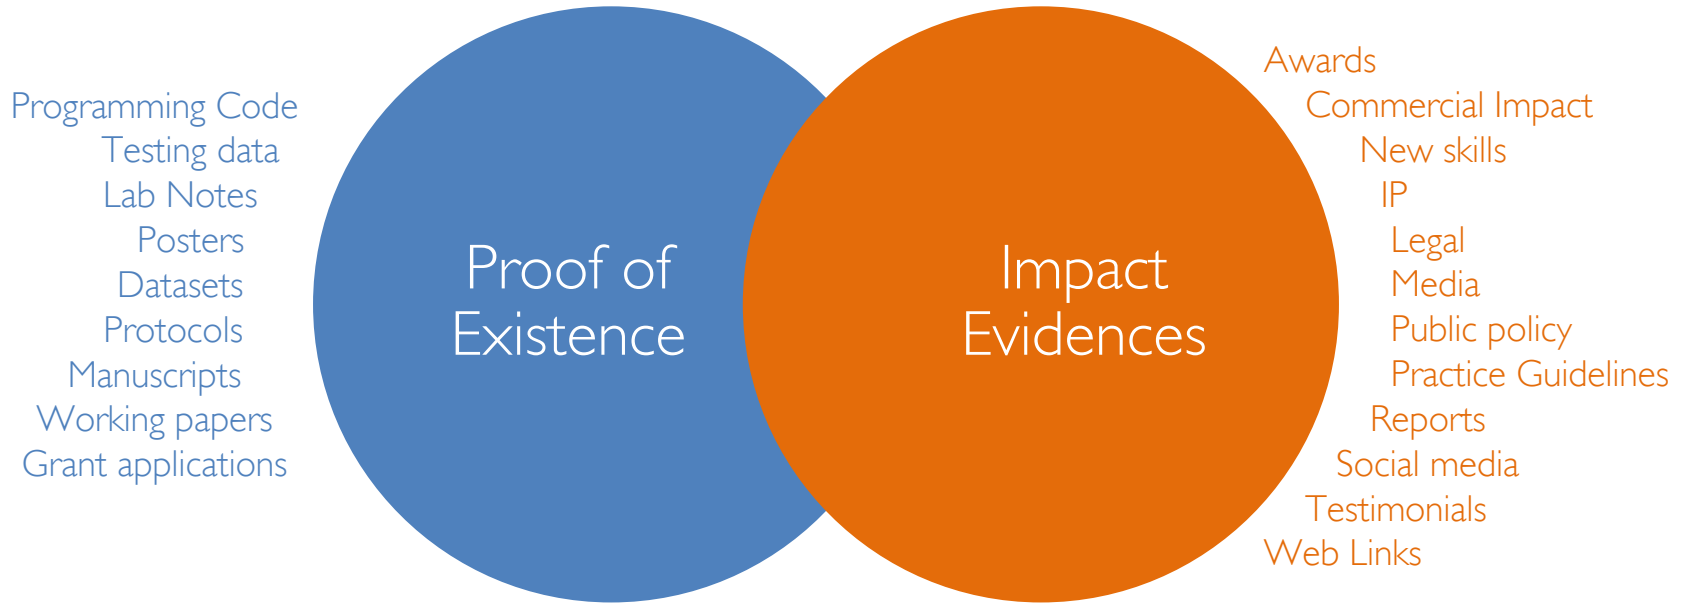 Programming Code
Testing data
Lab Notes
Posters
Datasets
Protocols
Manuscripts
Working papers
Grant applications
Proof of
Existence
Impact
Evidences
Awards
Commercial Impact
New skills
IP
Legal
Media
Public policy
Practice Guidelines
Reports
Social media
Testimonials
Web Links